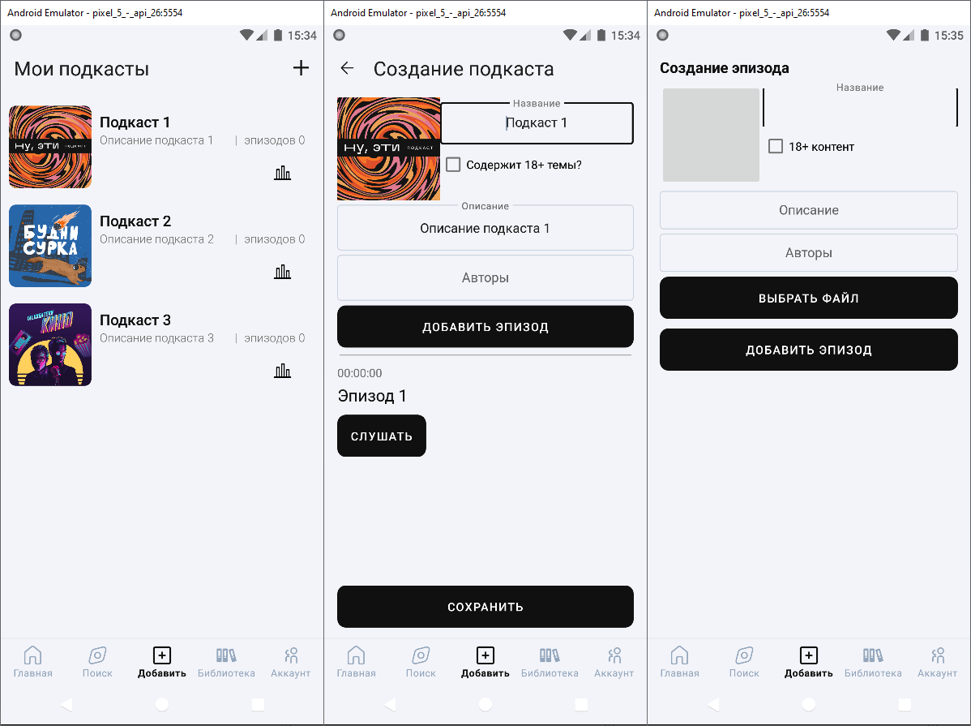 Android Emulator - pixel_5_-_api_26:5554
15:34
Мои подкасты
НУ, ЭТИ ПОДКАСТ
Подкаст 1
Описание подкаста 1 | эпизодов 0
БУДНИ
СУРКА
Подкаст 2
Описание подкаста 2 | эпизодов 0
КИНО
Подкаст 3
Описание подкаста 3 | эпизодов 0
Главная
Поиск
Добавить
Библиотека
Аккаунт
Android Emulator - pixel_5_-_api_26:5554
15:34
Создание подкаста
НУ, ЭТИ ПОДКАСТ
Название
Подкаст 1
Содержит 18+ темы?
Описание
Описание подкаста 1
Авторы
ДОБАВИТЬ ЭПИЗОД
00:00:00
Эпизод 1
СЛУШАТЬ
СОХРАНИТЬ
Главная
Поиск
Добавить
Библиотека
Аккаунт
Android Emulator - pixel_5_-_api_26:5554
15:35
Создание эпизода
Название
18+ контент
Описание
Авторы
ВЫБРАТЬ ФАЙЛ
ДОБАВИТЬ ЭПИЗОД
Главная
Поиск
Добавить
Библиотека
Аккаунт